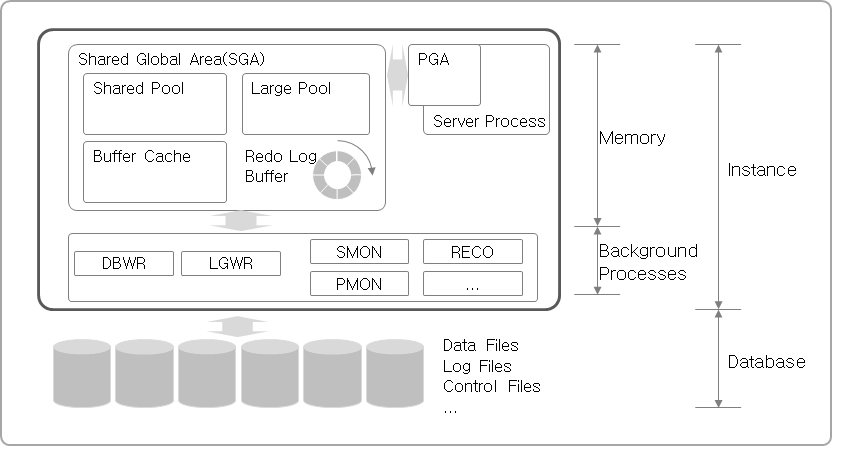 Shared Global Area(SGA)
Shared Pool
Large Pool
Buffer Cache
Redo Log
Buffer
PGA
Server Process
DBWR
LGWR
SMON
RECO
PMON
...
Data Files
Log Files
Control Files
...
Memory
Background
Processes
Instance
Database